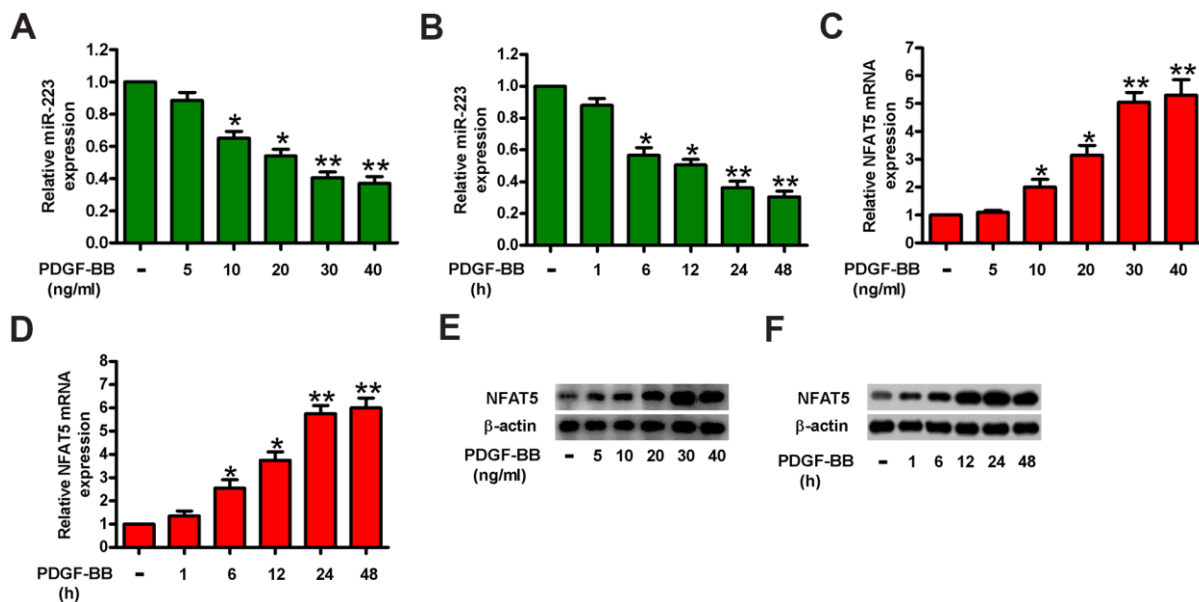 A
Relative miR-223
expression
1.2
1.0
0.8
0.6
0.4
0.2
0.0
* * ** **
PDGF-BB - 5 10 20 30 40
(ng/ml)
B
Relative miR-223
expression
1.2
1.0
0.8
0.6
0.4
0.2
0.0
* * ** **
PDGF-BB - 1 6 12 24 48
(h)
C
Relative NFAT5 mRNA
expression
7
6
5
4
3
2
1
0
* * ** **
PDGF-BB - 5 10 20 30 40
(ng/ml)
D
Relative NFAT5 mRNA
expression
8
7
6
5
4
3
2
1
0
* * ** **
PDGF-BB - 1 6 12 24 48
(h)
E
NFAT5
β-actin
PDGF-BB - 5 10 20 30 40
(ng/ml)
F
NFAT5
β-actin
PDGF-BB - 1 6 12 24 48
(h)